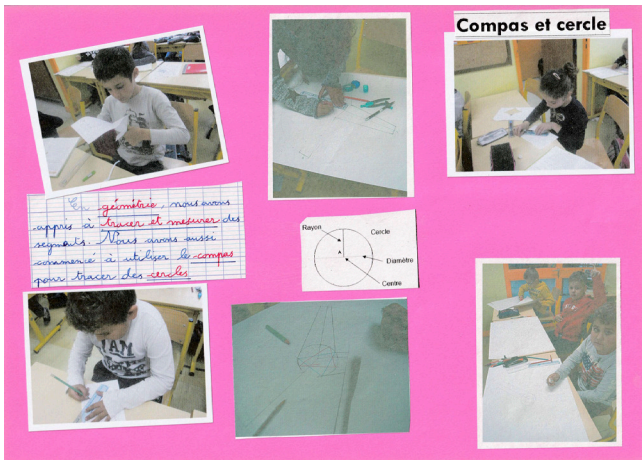 Compas et cercle
En géométrie, nous avons
appris à tracer et mesurer des
segments. Nous avons aussi
commencé à utiliser le compas
pour tracer des cercles
Rayon
Cercle
A
Diamètre
Centre